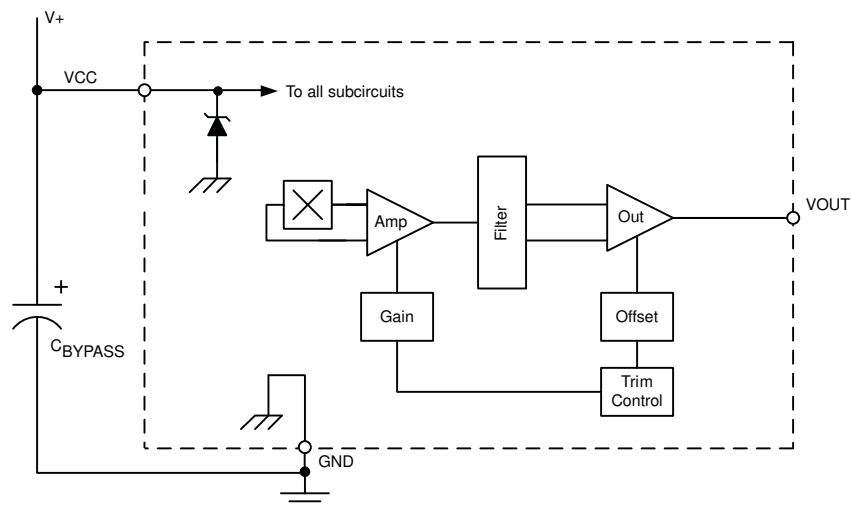 V+
VCC
To all subcircuits
VOUT
Amp
Filter
Out
Gain
Offset
+
CBYPASS
Trim
Control
GND